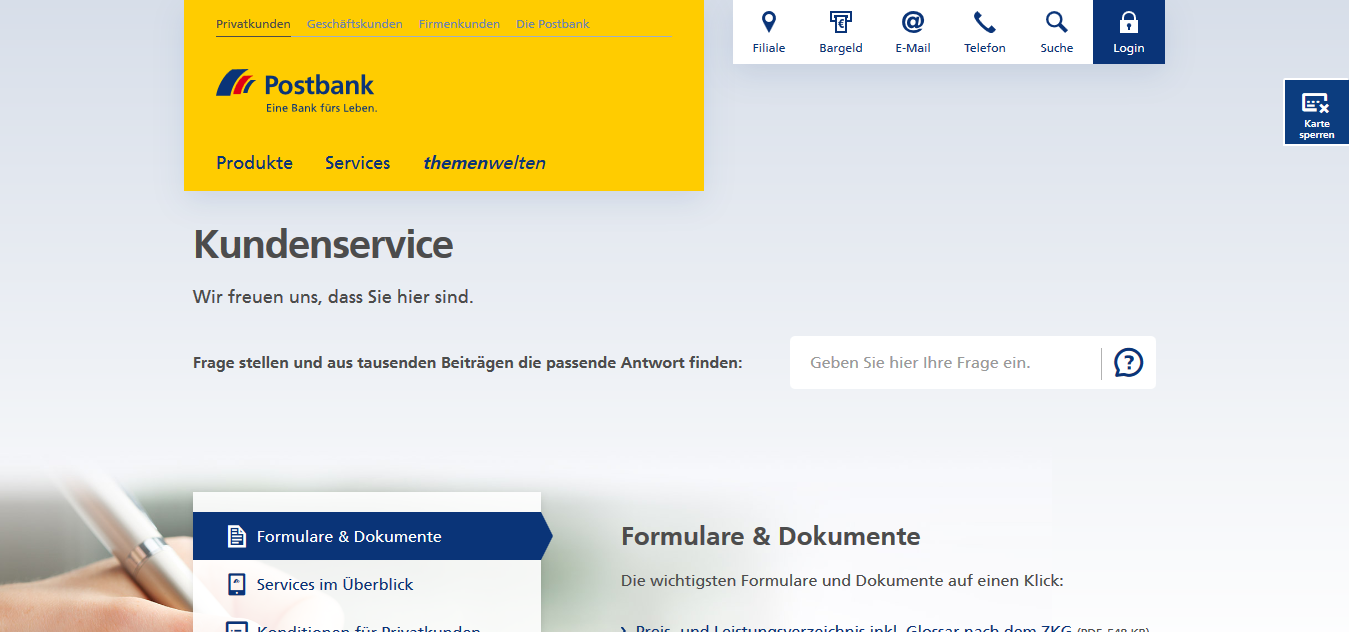 Privatkunden Geschäftskunden Firmenkunden Die Postbank
Filiale Bargeld E-Mail Telefon Suche Login
Postbank
Eine Bank fürs Leben.
Karte
sperren
Produkte Services themenwelten
Kundenservice
Wir freuen uns, dass Sie hier sind.
Frage stellen und aus tausenden Beiträgen die passende Antwort finden:
Geben Sie hier Ihre Frage ein.
Formulare & Dokumente
Services im Überblick
Konditionen für Privatkunden
Formulare & Dokumente
Die wichtigsten Formulare und Dokumente auf einen Klick:
Preis- und Leistungsverzeichnis inkl. Glossar nach dem ZKG (PDF, 548 KB)